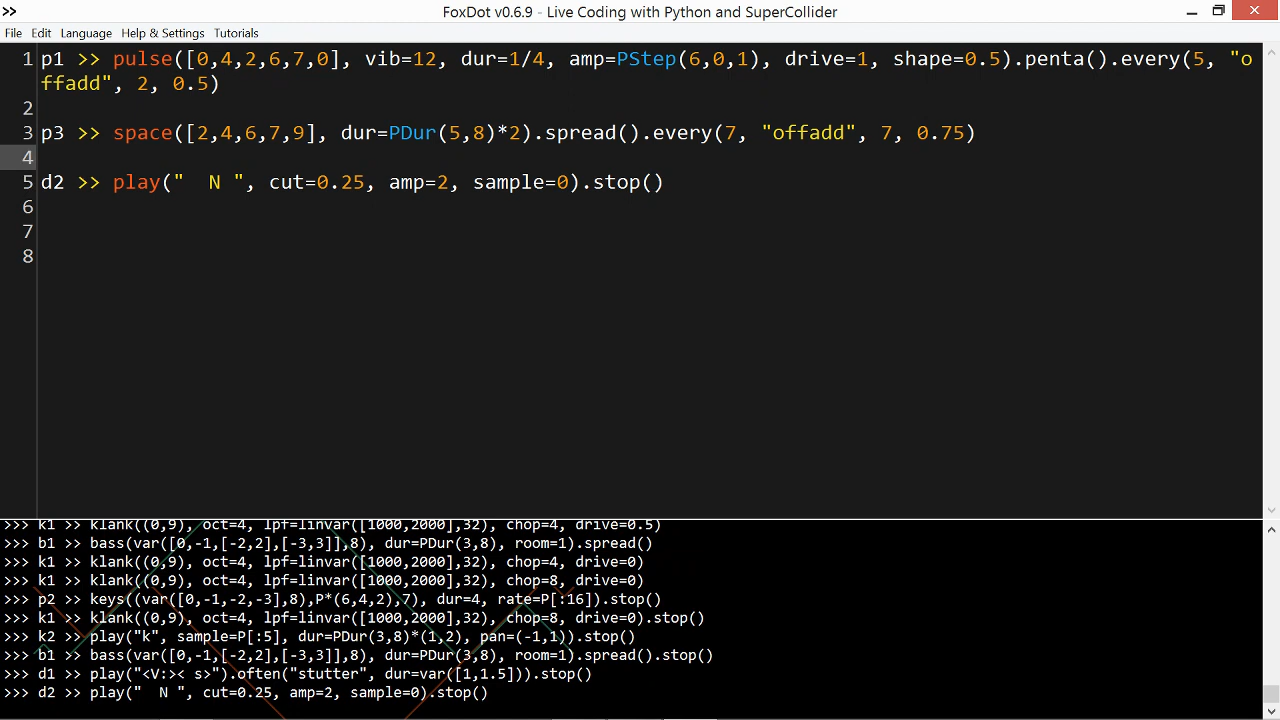 FoxDot v0.6.9 - Live Coding with Python and SuperCollider
File Edit Language Help & Settings Tutorials
1 p1 >> pulse([0,4,2,6,7,0], vib=12, dur=1/4, amp=PStep(6,0,1), drive=1, shape=0.5).penta().every(5, "o
ffadd", 2, 0.5)
2
3 p3 >> space([2,4,6,7,9], dur=PDur(5,8)*2).spread().every(7, "offadd", 7, 0.75)
4
5 d2 >> play("  N ", cut=0.25, amp=2, sample=0).stop()
6
7
8
>>> k1 >> klank((0,9), oct=4, lpf=linvar([1000,2000],32), chop=4, drive=0.5)
>>> b1 >> bass(var([0,-1,[-2,2],[-3,3]],8), dur=PDur(3,8), room=1).spread()
>>> k1 >> klank((0,9), oct=4, lpf=linvar([1000,2000],32), chop=4, drive=0)
>>> k1 >> klank((0,9), oct=4, lpf=linvar([1000,2000],32), chop=8, drive=0)
>>> p2 >> keys((var([0,-1,-2,-3],8),P*(6,4,2),7), dur=4, rate=P[:16]).stop()
>>> k1 >> klank((0,9), oct=4, lpf=linvar([1000,2000],32), chop=8, drive=0).stop()
>>> k2 >> play("k", sample=P[:5], dur=PDur(3,8)*(1,2), pan=(-1,1)).stop()
>>> b1 >> bass(var([0,-1,[-2,2],[-3,3]],8), dur=PDur(3,8), room=1).spread().stop()
>>> d1 >> play("<V:>< s>").often("stutter", dur=var([1,1.5])).stop()
>>> d2 >> play("  N ", cut=0.25, amp=2, sample=0).stop()